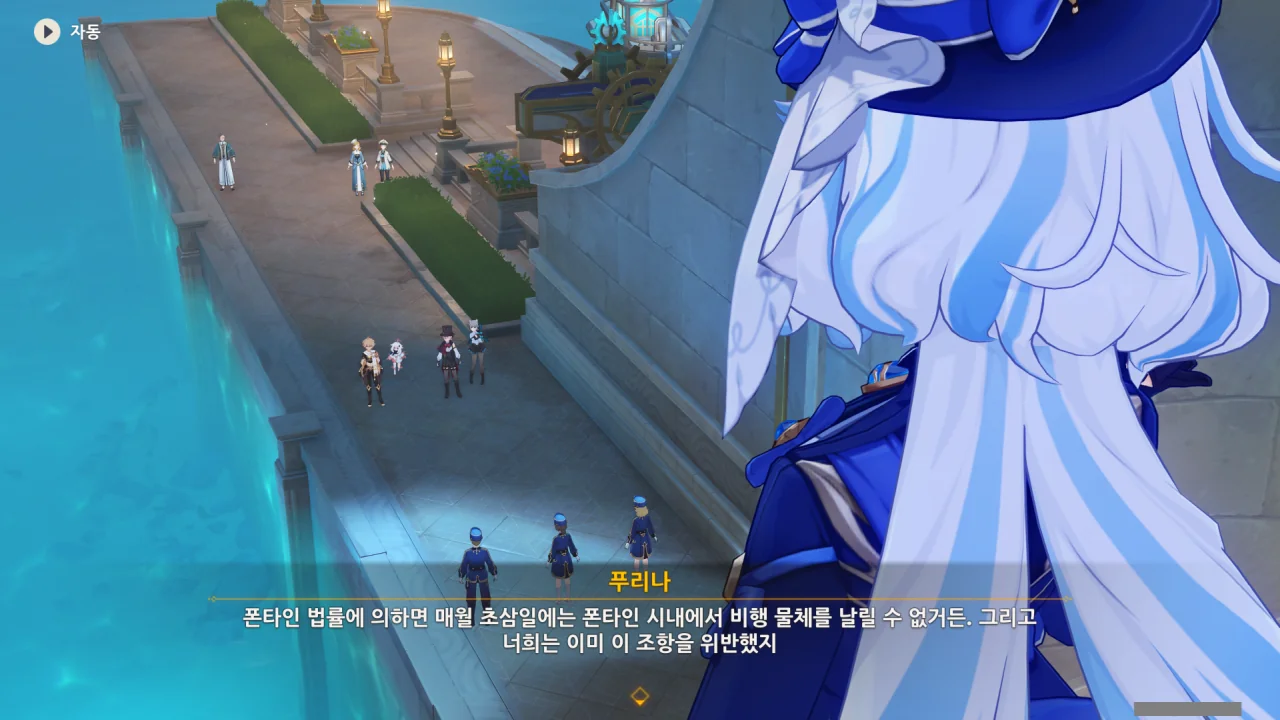 자동
푸리나
폰타인 법률에 의하면 매월 초삼일에는 폰타인 시내에서 비행 물체를 날릴 수 없거든. 그리고
너희는 이미 이 조항을 위반했지